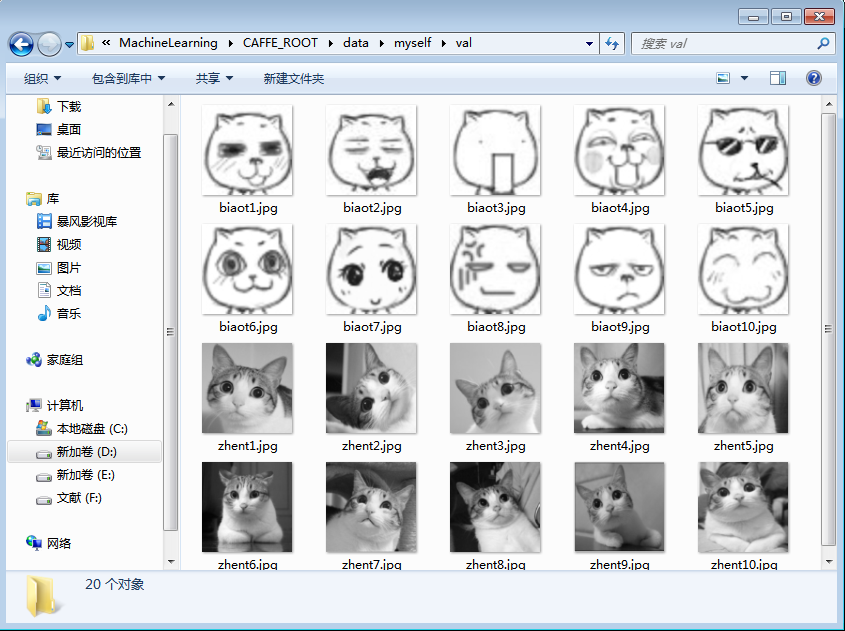 « MachineLearning ▸ CAFFE_ROOT ▸ data ▸ myself ▸ val
搜索 val
组织 包含到库中 共享 新建文件夹
下载
桌面
最近访问的位置
库
暴风影视库
视频
图片
文档
音乐
家庭组
计算机
本地磁盘 (C:)
新加卷 (D:)
新加卷 (E:)
文献 (F:)
网络
biaot1.jpg biaot2.jpg biaot3.jpg biaot4.jpg biaot5.jpg
biaot6.jpg biaot7.jpg biaot8.jpg biaot9.jpg biaot10.jpg
zhent1.jpg zhent2.jpg zhent3.jpg zhent4.jpg zhent5.jpg
zhent6.jpg zhent7.jpg zhent8.jpg zhent9.jpg zhent10.jpg
20 个对象